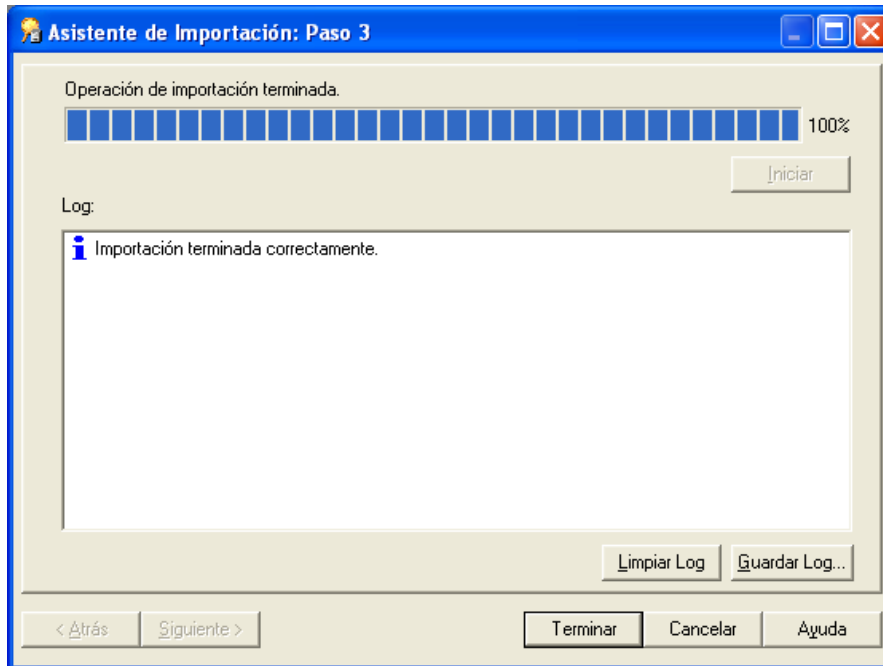 Asistente de Importación: Paso 3
Operación de importación terminada.
100%
Iniciar
Log:
Importación terminada correctamente.
Limpiar Log
Guardar Log...
< Atrás
Siguiente >
Terminar
Cancelar
Ayuda